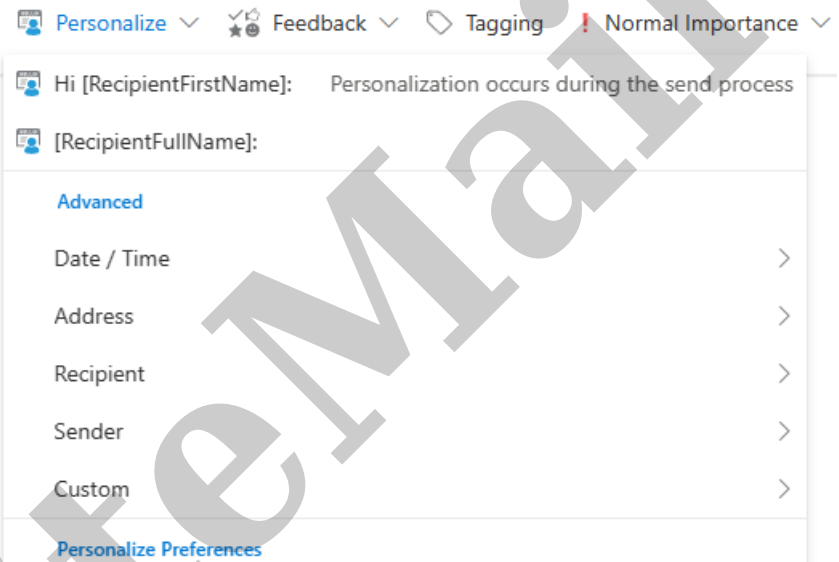 Personalize Feedback Tagging Normal Importance
Hi [RecipientFirstName]: Personalization occurs during the send process
[RecipientFullName]:
Advanced
Date / Time
Address
Recipient
Sender
Custom
Personalize Preferences
teMail